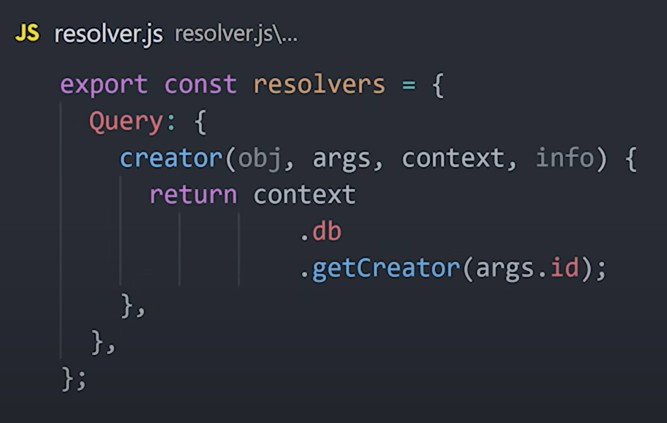 JS resolver.js resolver.js\...
export const resolvers = {
  Query: {
    creator(obj, args, context, info) {
      return context
                .db
                .getCreator(args.id);
    },
  },
};